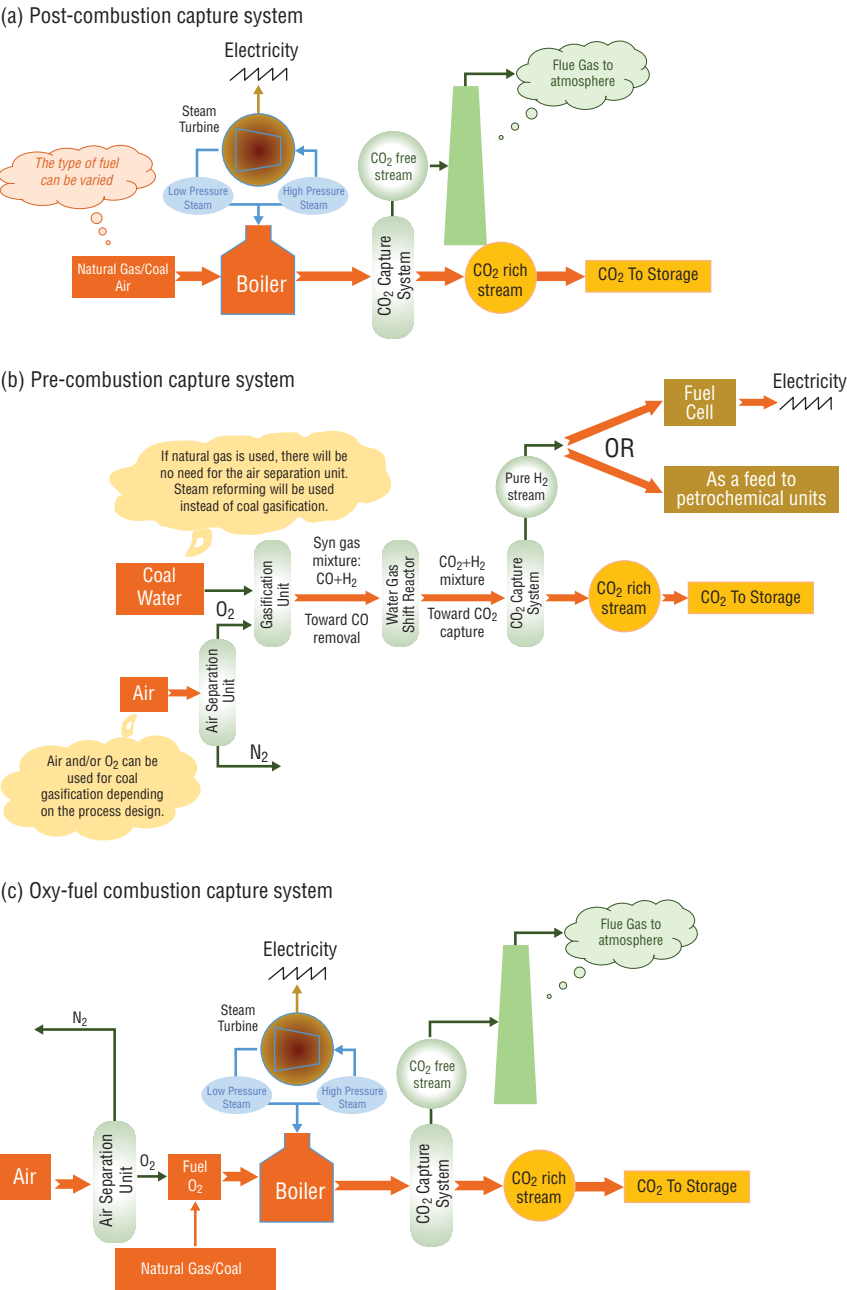 (a) Post-combustion capture system
Electricity
Steam
Turbine
Flue Gas to
atmosphere
The type of fuel
can be varied
Low Pressure
Steam
High Pressure
Steam
CO₂ free
stream
Natural Gas/Coal
Air
Boiler
CO₂ Capture
System
CO₂ rich
stream
CO₂ To Storage
(b) Pre-combustion capture system
Fuel
Cell
Electricity
OR
As a feed to
petrochemical units
If natural gas is used, there will be
no need for the air separation unit.
Steam reforming will be used
instead of coal gasification.
Pure H₂
stream
Coal
Water
O₂
Gasification
Unit
Syn gas
mixture:
CO+H₂
Toward CO
removal
Water Gas
Shift Reactor
CO₂+H₂
mixture
Toward CO₂
capture
CO₂ Capture
System
CO₂ rich
stream
CO₂ To Storage
Air
Air Separation
Unit
N₂
Air and/or O₂ can be
used for coal
gasification depending
on the process design.
(c) Oxy-fuel combustion capture system
Flue Gas to
atmosphere
Electricity
Steam
Turbine
N₂
Low Pressure
Steam
High Pressure
Steam
CO₂ free
stream
Air
Air Separation
Unit
O₂
Fuel
O₂
Boiler
CO₂ Capture
System
CO₂ rich
stream
CO₂ To Storage
Natural Gas/Coal